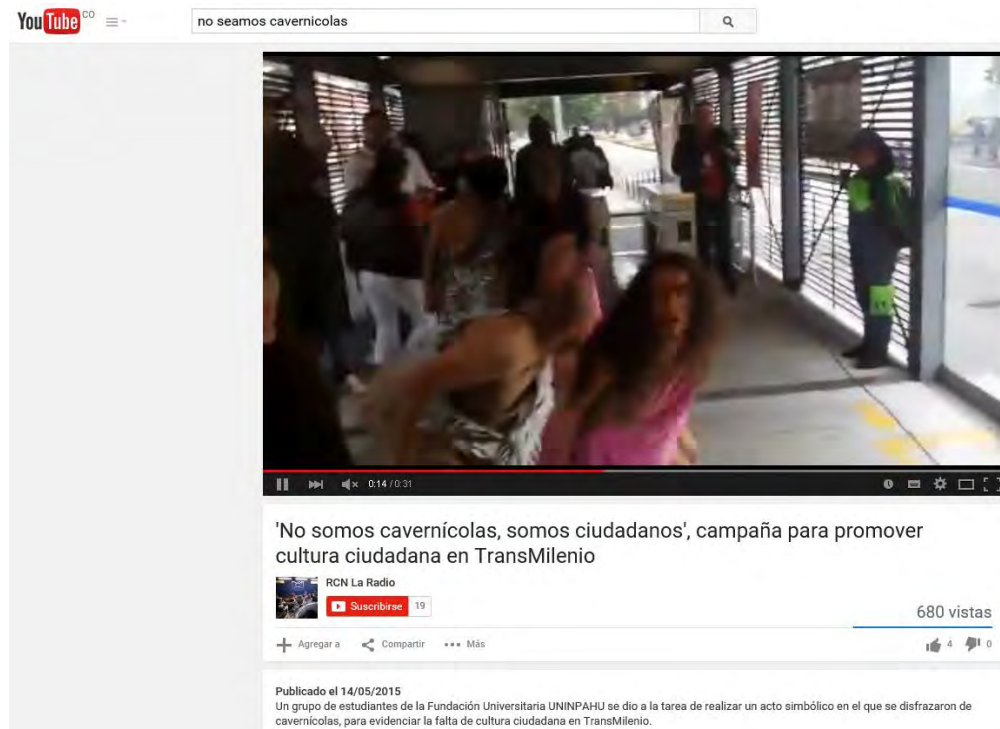 YouTube CO
no seamos cavernicolas
0:14 / 0:31
'No somos cavernícolas, somos ciudadanos', campaña para promover
cultura ciudadana en TransMilenio
RCN La Radio
Suscribirse 19
680 vistas
Agregar a Compartir Más 4 0
Publicado el 14/05/2015
Un grupo de estudiantes de la Fundación Universitaria UNINPAHU se dio a la tarea de realizar un acto simbólico en el que se disfrazaron de
cavernícolas, para evidenciar la falta de cultura ciudadana en TransMilenio.